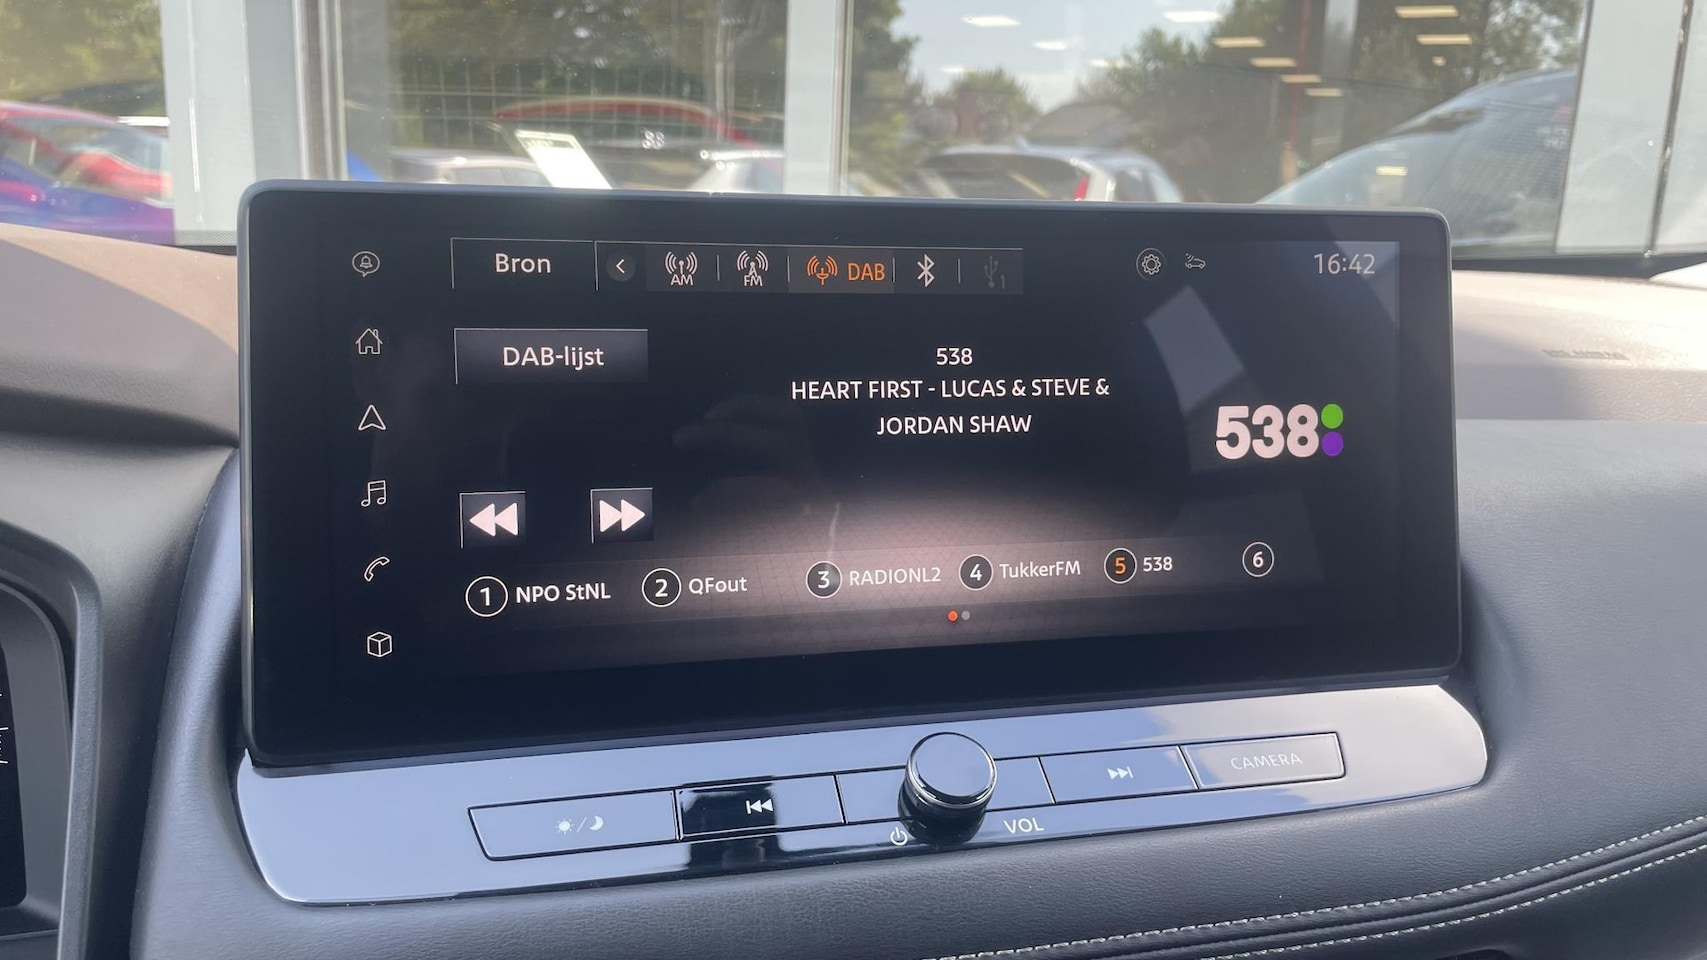 Bron
AM
FM
DAB
1
16:42
DAB-lijst
538
HEART FIRST - LUCAS & STEVE &
JORDAN SHAW
538
1 NPO StNL
2 QFout
3 RADIONL2
4 TukkerFM
5 538
6
VOL
CAMERA